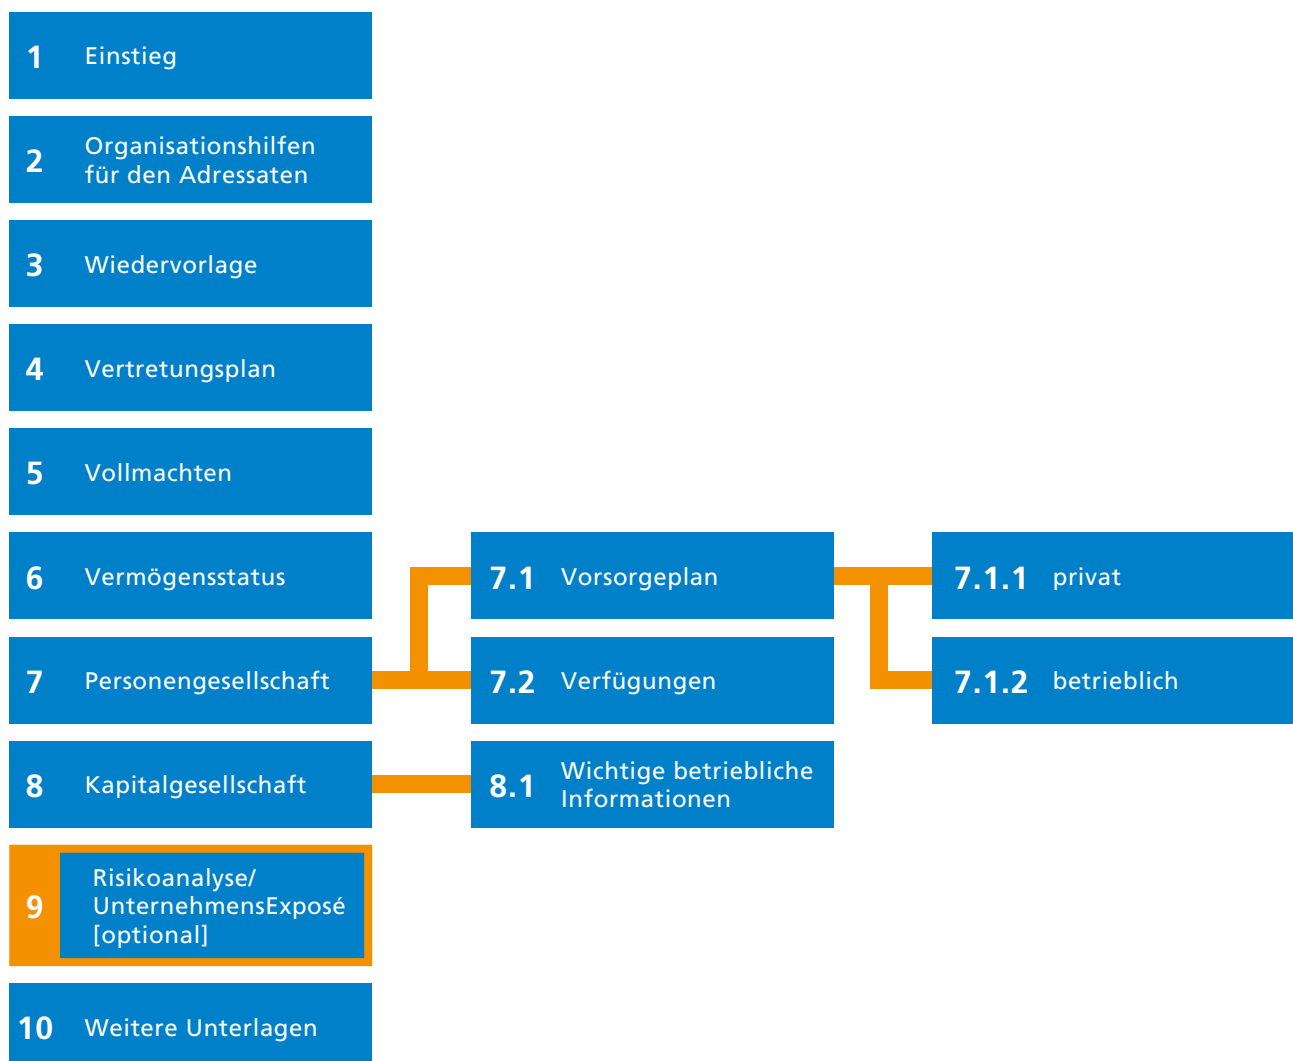 1 Einstieg
2 Organisationshilfen
für den Adressaten
3 Wiedervorlage
4 Vertretungsplan
5 Vollmachten
6 Vermögensstatus
7 Personengesellschaft
7.1 Vorsorgeplan
7.1.1 privat
7.1.2 betrieblich
7.2 Verfügungen
8 Kapitalgesellschaft
8.1 Wichtige betriebliche
Informationen
9 Risikoanalyse/
UnternehmensExposé
[optional]
10 Weitere Unterlagen